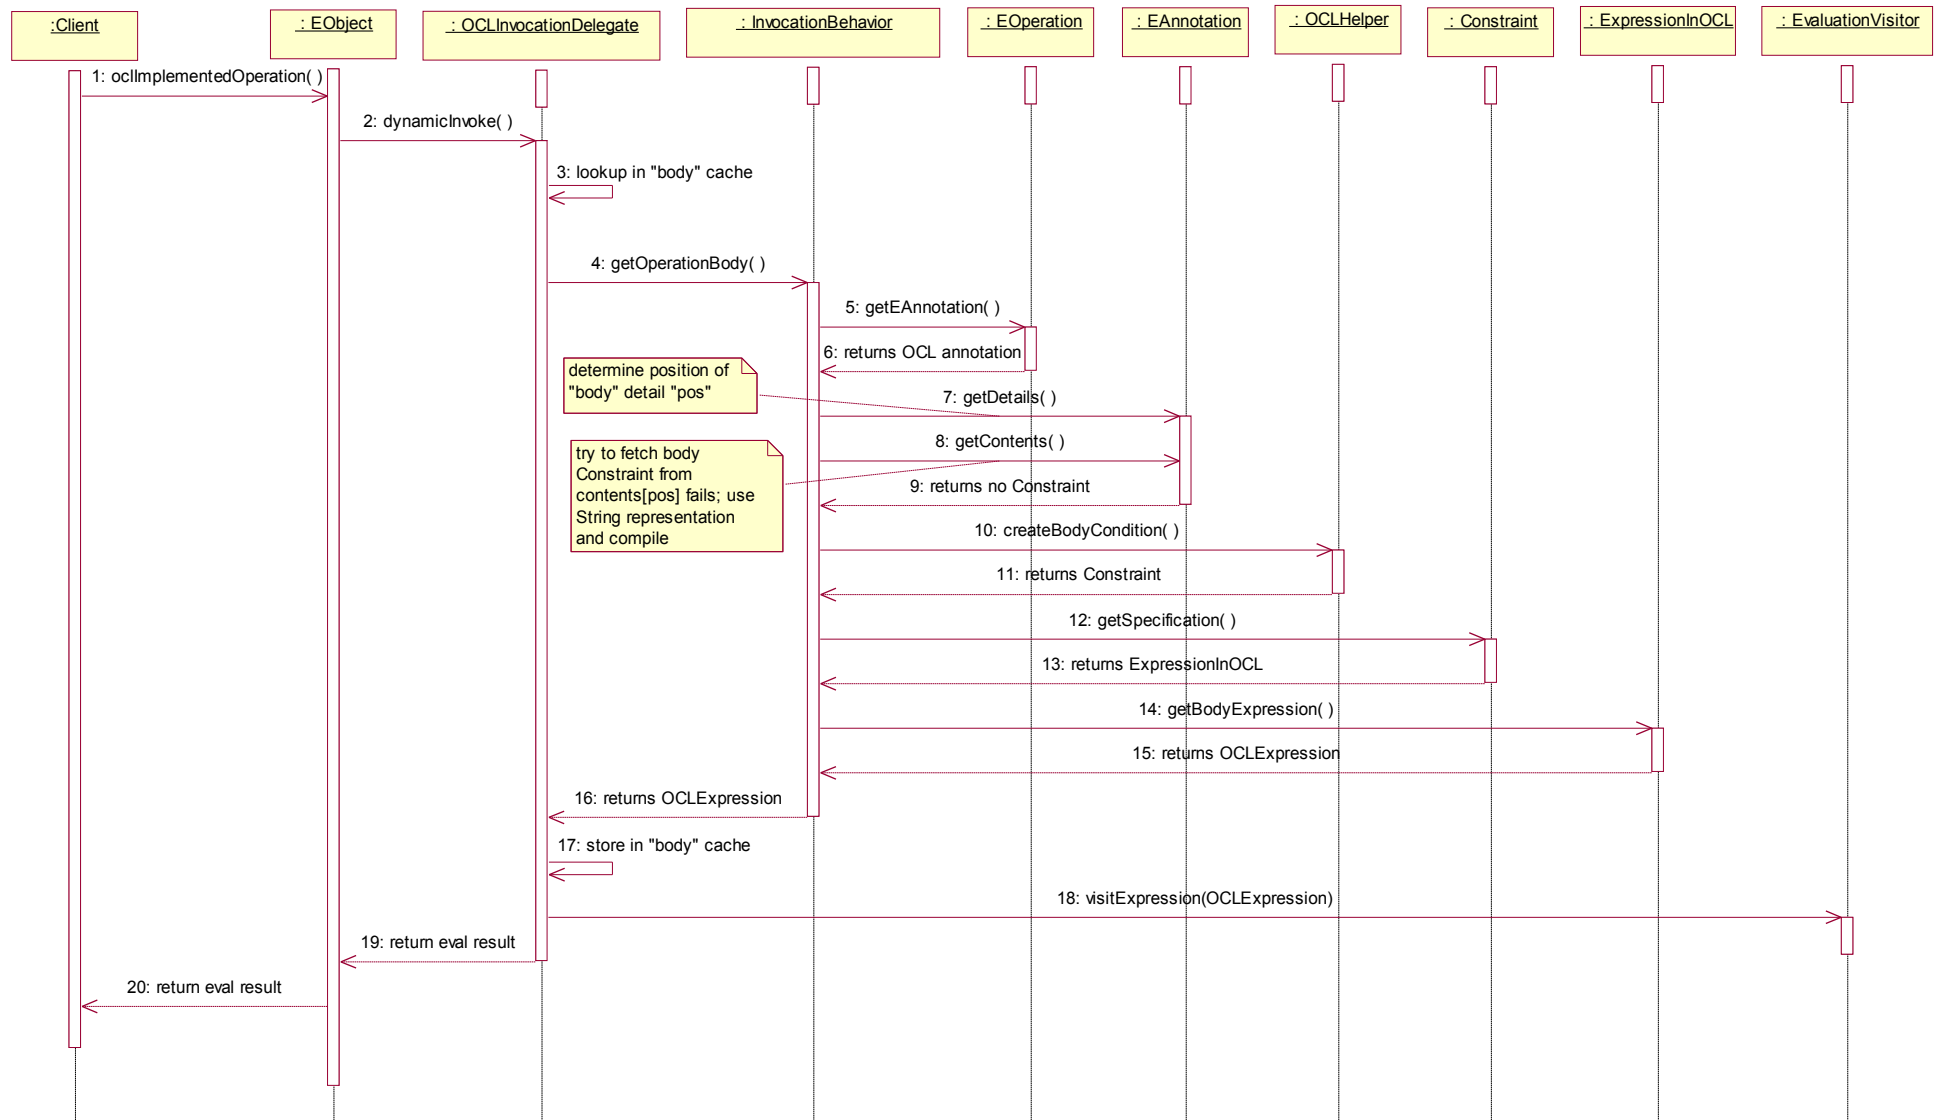 :Client
: EObject
: OCLInvocationDelegate
: InvocationBehavior
: EOperation
: EAnnotation
: OCLHelper
: Constraint
: ExpressionInOCL
: EvaluationVisitor
1: oclImplementedOperation( )
2: dynamicInvoke( )
3: lookup in "body" cache
4: getOperationBody( )
5: getEAnnotation( )
6: returns OCL annotation
determine position of
"body" detail "pos"
7: getDetails( )
8: getContents( )
try to fetch body
Constraint from
contents[pos] fails; use
String representation
and compile
9: returns no Constraint
10: createBodyCondition( )
11: returns Constraint
12: getSpecification( )
13: returns ExpressionInOCL
14: getBodyExpression( )
15: returns OCLExpression
16: returns OCLExpression
17: store in "body" cache
18: visitExpression(OCLExpression)
19: return eval result
20: return eval result